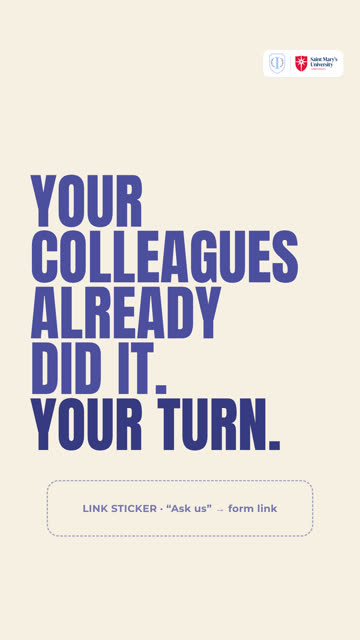 Saint Mary's
University
YOUR
COLLEAGUES
ALREADY
DID IT.
YOUR TURN.
LINK STICKER · “Ask us” → form link